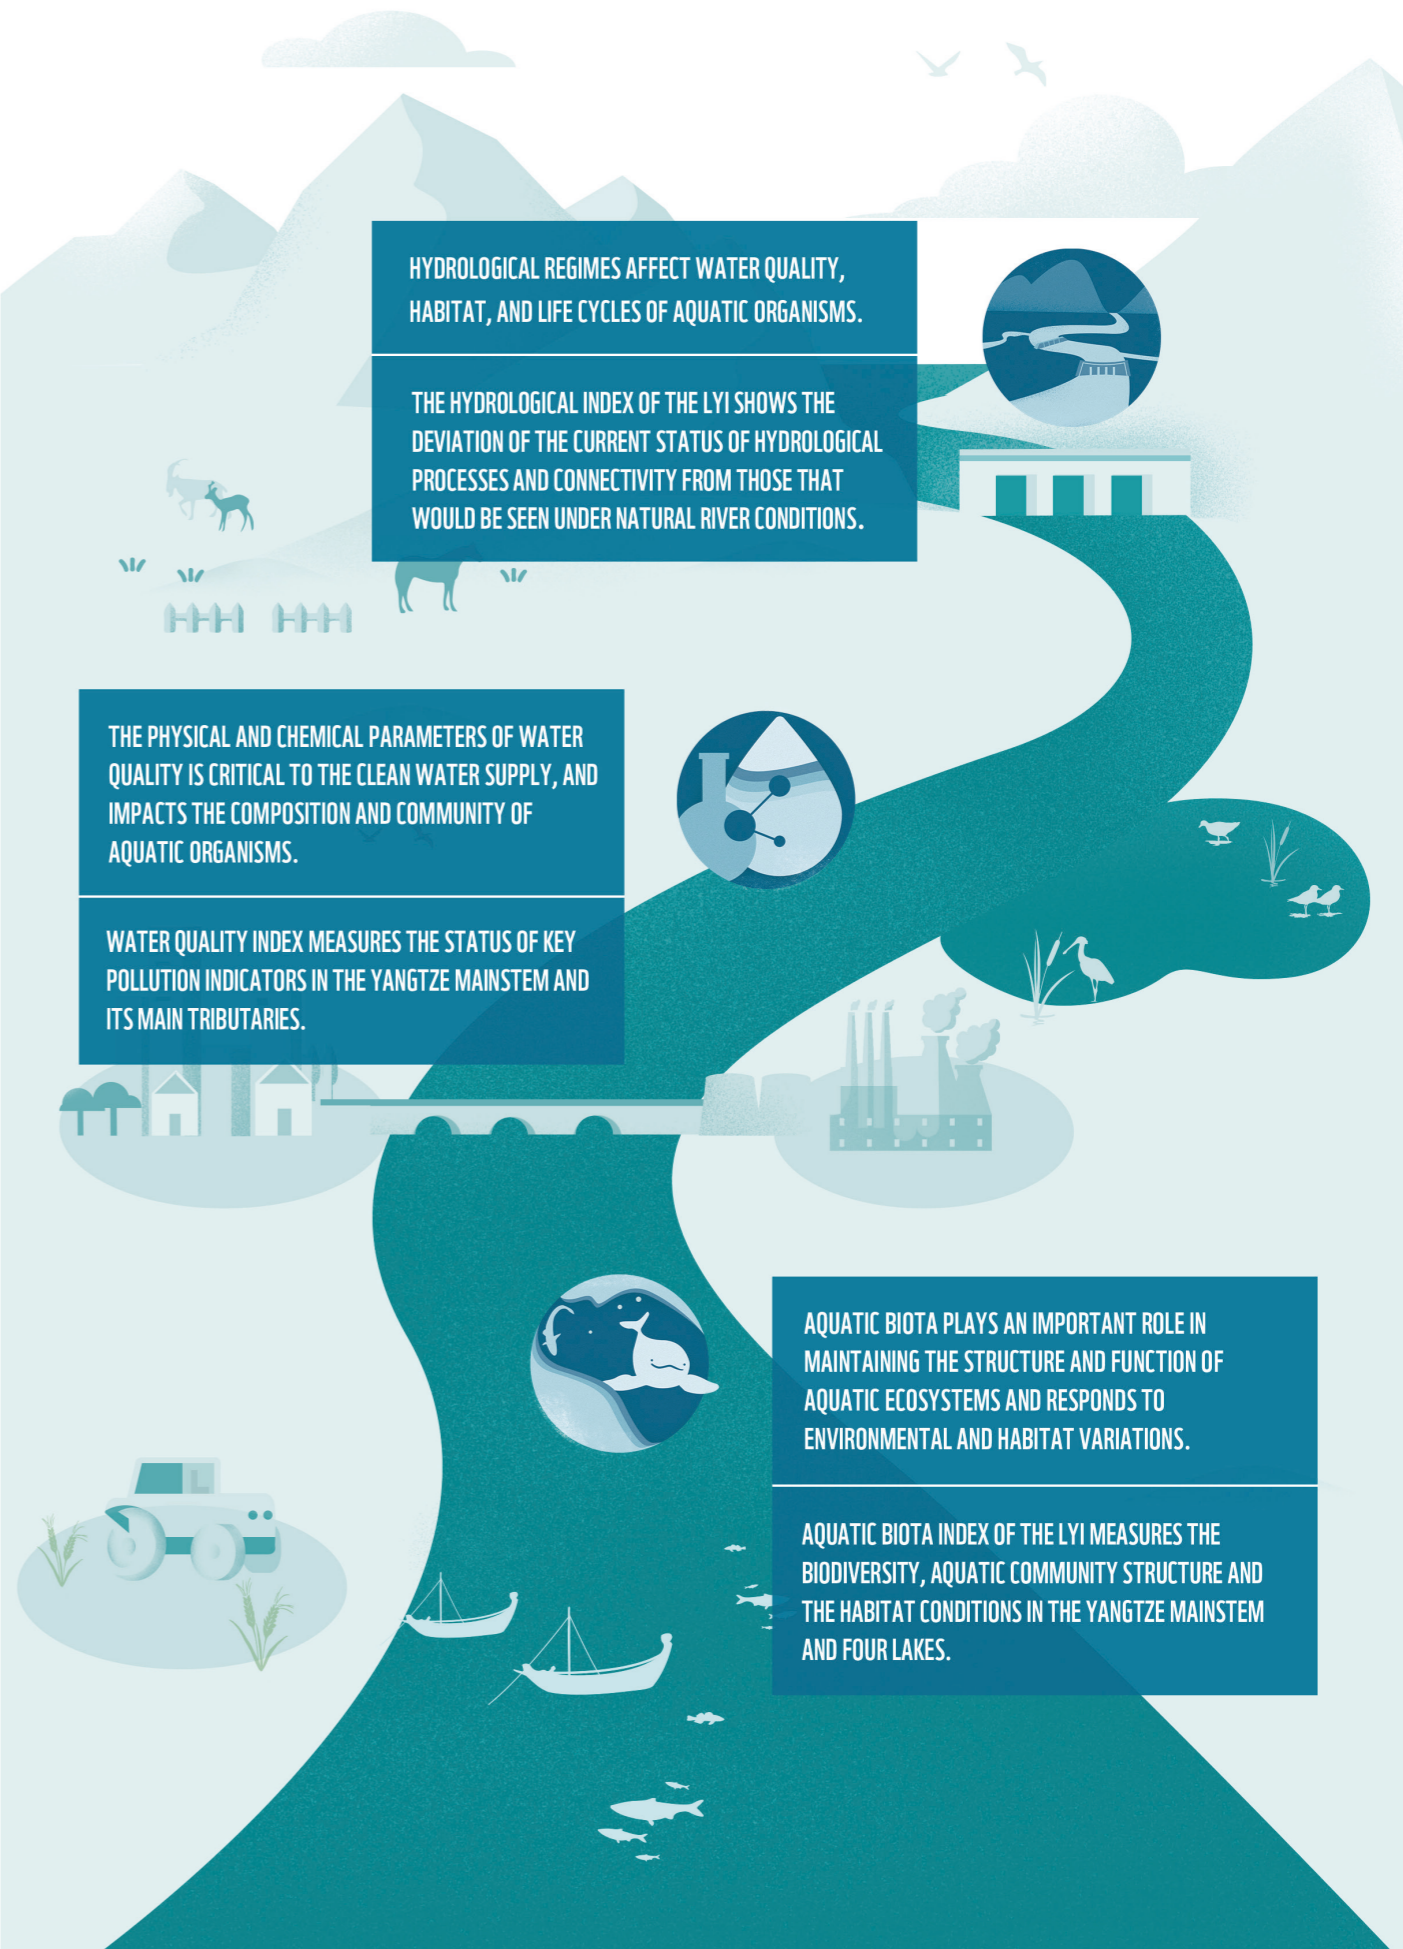 HYDROLOGICAL REGIMES AFFECT WATER QUALITY,
HABITAT, AND LIFE CYCLES OF AQUATIC ORGANISMS.
THE HYDROLOGICAL INDEX OF THE LYI SHOWS THE
DEVIATION OF THE CURRENT STATUS OF HYDROLOGICAL
PROCESSES AND CONNECTIVITY FROM THOSE THAT
WOULD BE SEEN UNDER NATURAL RIVER CONDITIONS.
THE PHYSICAL AND CHEMICAL PARAMETERS OF WATER
QUALITY IS CRITICAL TO THE CLEAN WATER SUPPLY, AND
IMPACTS THE COMPOSITION AND COMMUNITY OF
AQUATIC ORGANISMS.
WATER QUALITY INDEX MEASURES THE STATUS OF KEY
POLLUTION INDICATORS IN THE YANGTZE MAINSTEM AND
ITS MAIN TRIBUTARIES.
AQUATIC BIOTA PLAYS AN IMPORTANT ROLE IN
MAINTAINING THE STRUCTURE AND FUNCTION OF
AQUATIC ECOSYSTEMS AND RESPONDS TO
ENVIRONMENTAL AND HABITAT VARIATIONS.
AQUATIC BIOTA INDEX OF THE LYI MEASURES THE
BIODIVERSITY, AQUATIC COMMUNITY STRUCTURE AND
THE HABITAT CONDITIONS IN THE YANGTZE MAINSTEM
AND FOUR LAKES.